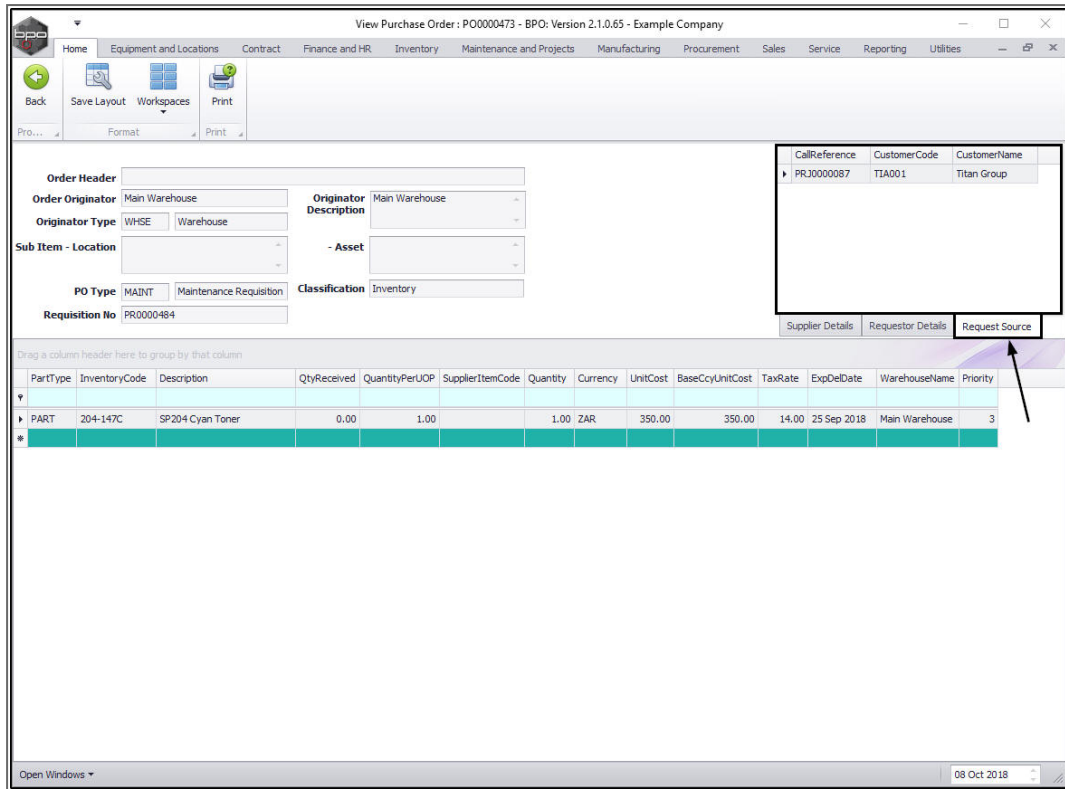 bpo
View Purchase Order : PO0000473 - BPO: Version 2.1.0.65 - Example Company
Home Equipment and Locations Contract Finance and HR Inventory Maintenance and Projects Manufacturing Procurement Sales Service Reporting Utilities
Back Save Layout Workspaces Print
Pro... Format Print
CallReference CustomerCode CustomerName
PRJ0000087 TIA001 Titan Group
Order Header
Order Originator Main Warehouse Originator Description Main Warehouse
Originator Type WHSE Warehouse
Sub Item - Location - Asset
PO Type MAINT Maintenance Requisition Classification Inventory
Requisition No PR0000484
Supplier Details Requestor Details Request Source
Drag a column header here to group by that column
PartType InventoryCode Description QtyReceived QuantityPerUOP SupplierItemCode Quantity Currency UnitCost BaseCcyUnitCost TaxRate ExpDelDate WarehouseName Priority
PART 204-147C SP204 Cyan Toner 0.00 1.00 1.00 ZAR 350.00 350.00 14.00 25 Sep 2018 Main Warehouse 3
Open Windows 08 Oct 2018